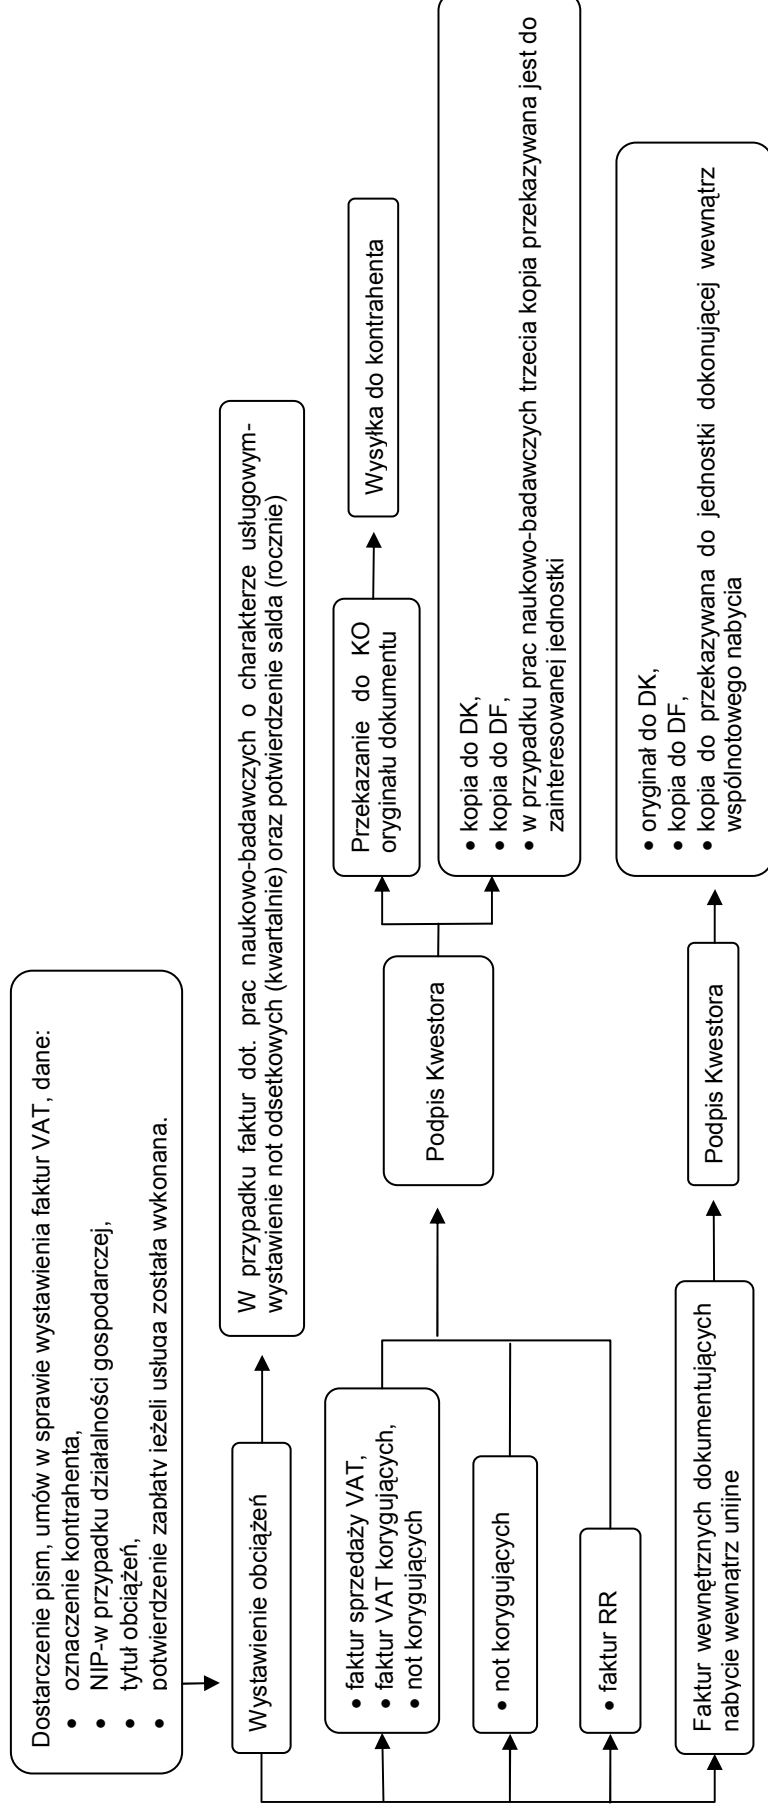 Dostarczenie pism, umów w sprawie wystawienia faktur VAT, dane:
• oznaczenie kontrahenta,
• NIP-w przypadku działalności gospodarczej,
• tytuł obciążeń,
• potwierdzenie zapłaty jeżeli usługa została wykonana.
Wystawienie obciążeń
W przypadku faktur dot. prac naukowo-badawczych o charakterze usługowym-
wystawienie not odsetkowych (kwartalnie) oraz potwierdzenie salda (rocznie)
• faktur sprzedaży VAT,
• faktur VAT korygujących,
• not korygujących
• not korygujących
• faktur RR
Podpis Kwestora
Przekazanie do KO
oryginału dokumentu
Wysyłka do kontrahenta
• kopia do DK,
• kopia do DF,
• w przypadku prac naukowo-badawczych trzecia kopia przekazywana jest do
zainteresowanej jednostki
Faktur wewnętrznych dokumentujących
nabycie wewnątrz unijne
Podpis Kwestora
• oryginał do DK,
• kopia do DF,
• kopia do przekazywana do jednostki dokonującej wewnątrz
wspólnotowego nabycia